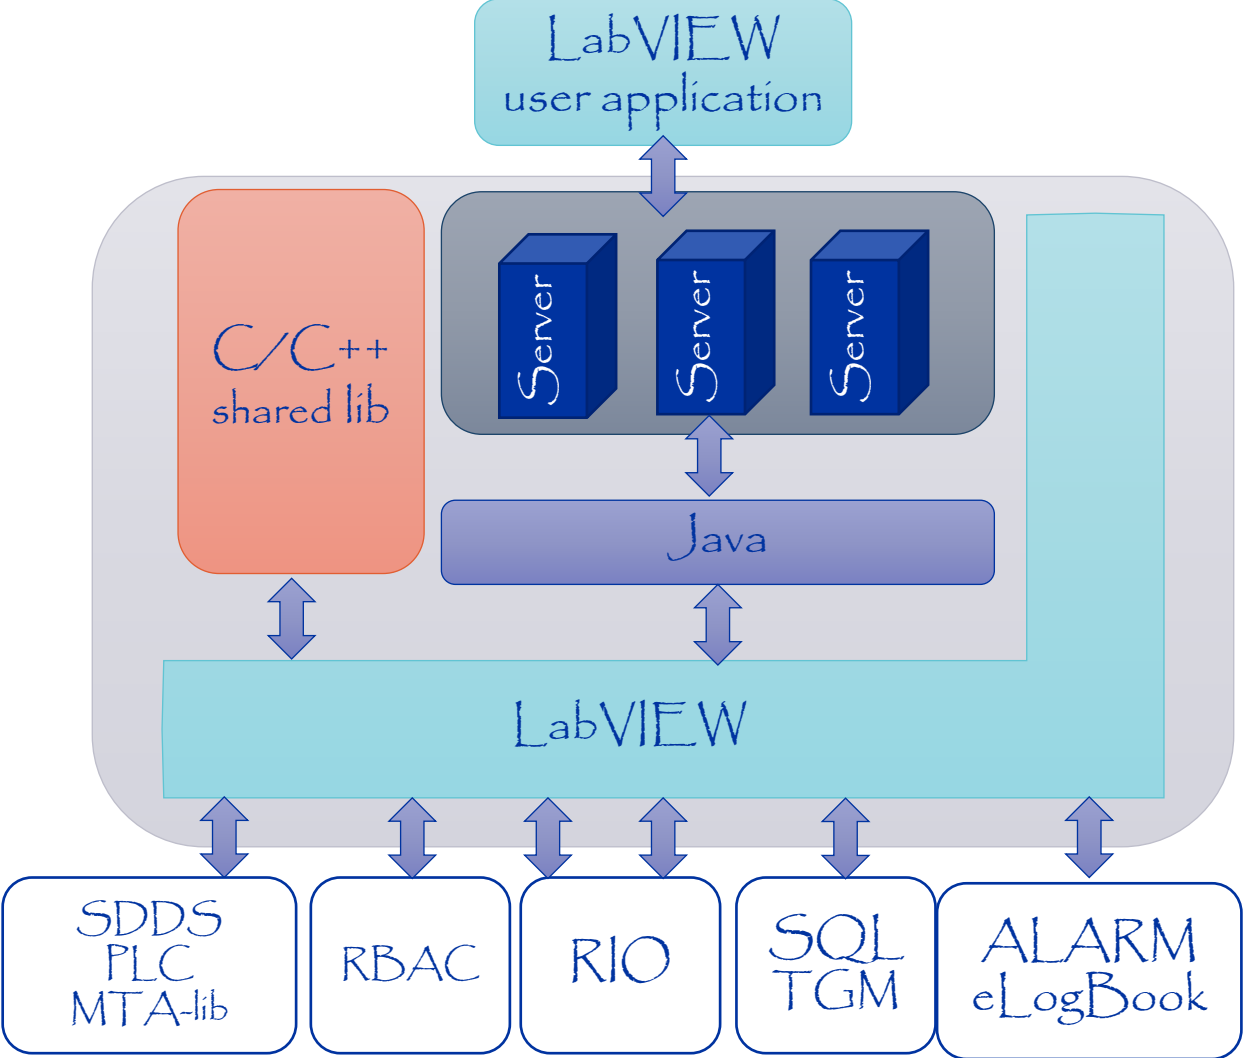 LabVIEW
user application
C/C++
shared lib
Server
Server
Server
Java
LabVIEW
SDDS
PLC
MTA-lib
RBAC
RIO
SQL
TGM
ALARM
eLogBook